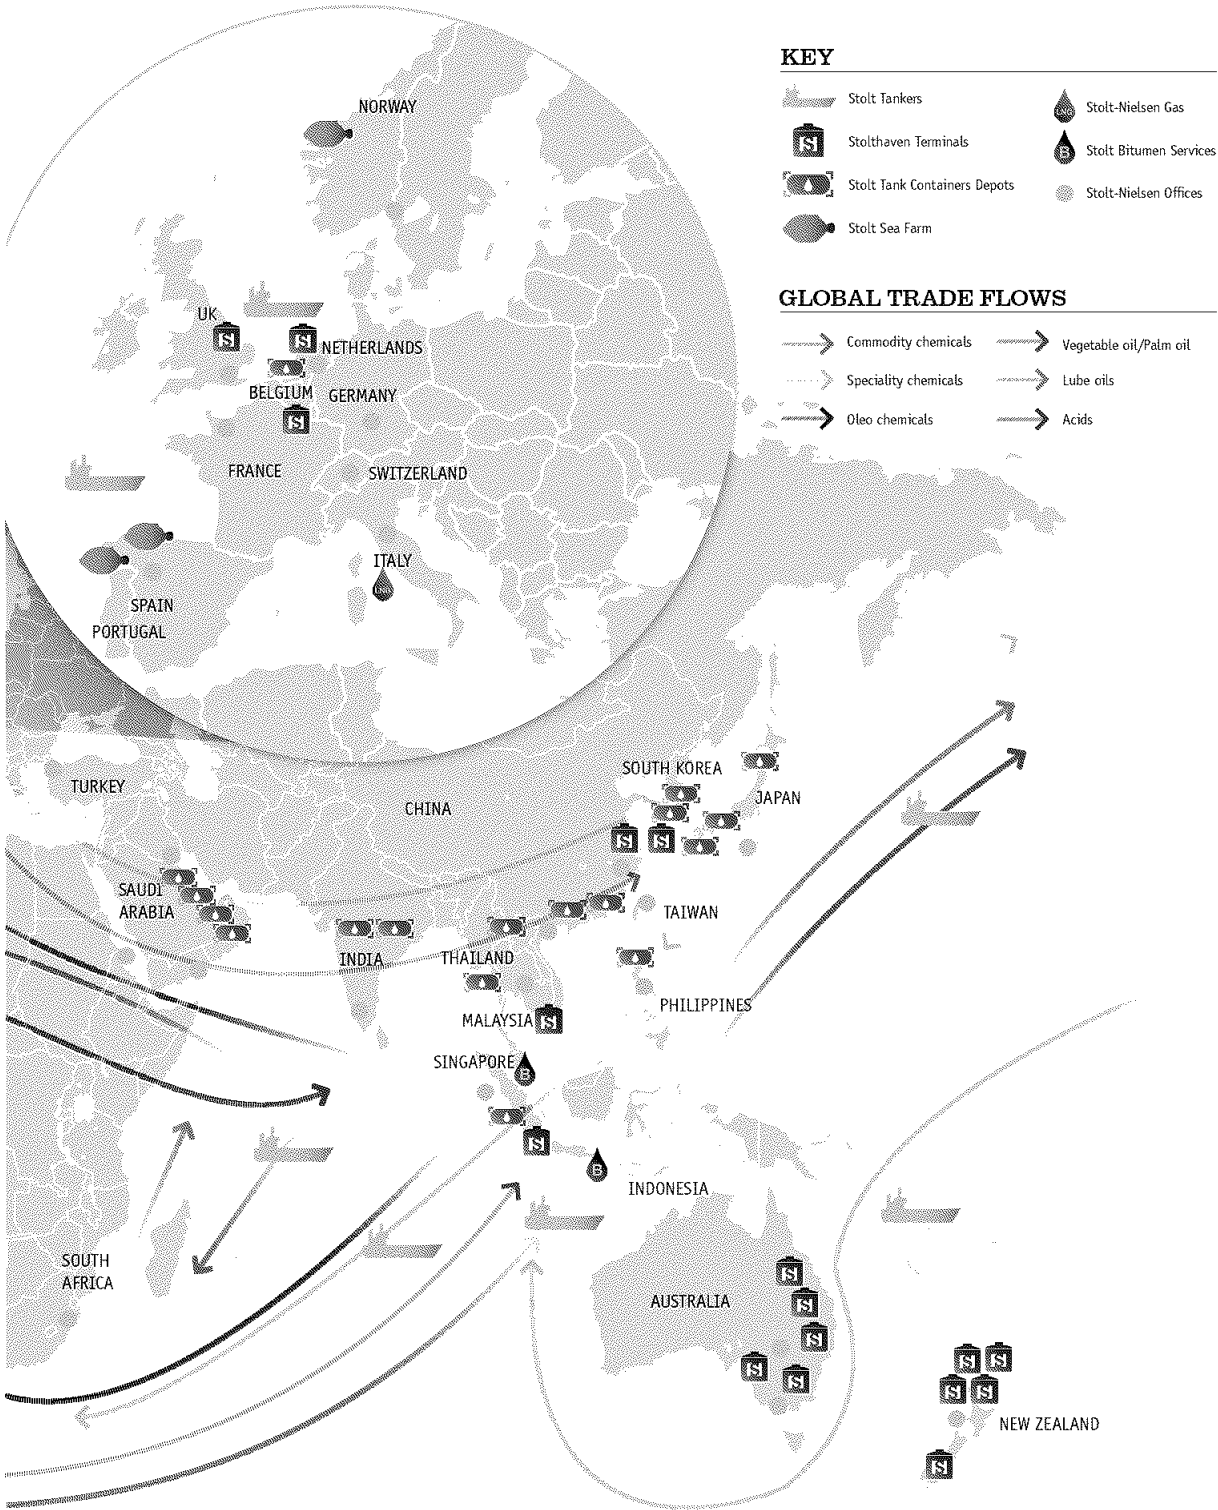 KEY
Stolt Tankers
Stolthaven Terminals
Stolt Tank Containers Depots
Stolt Sea Farm
LNG Stolt-Nielsen Gas
B Stolt Bitumen Services
Stolt-Nielsen Offices
GLOBAL TRADE FLOWS
Commodity chemicals
Speciality chemicals
Oleo chemicals
Vegetable oil/Palm oil
Lube oils
Acids
NORWAY
UK
NETHERLANDS
BELGIUM
GERMANY
FRANCE
SWITZERLAND
ITALY
LNG
SPAIN
PORTUGAL
TURKEY
CHINA
SOUTH KOREA
JAPAN
SAUDI
ARABIA
INDIA
THAILAND
TAIWAN
PHILIPPINES
MALAYSIA
SINGAPORE
B
B
INDONESIA
SOUTH
AFRICA
AUSTRALIA
NEW ZEALAND